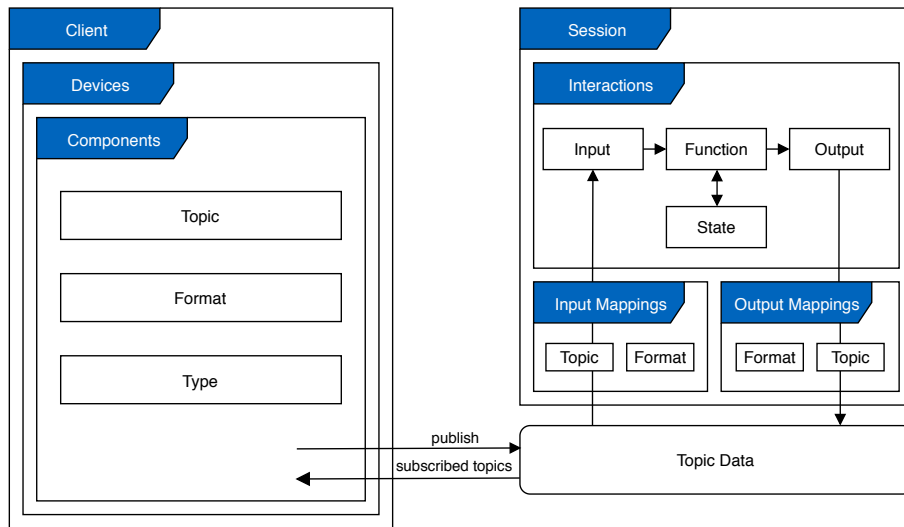 Client
Devices
Components
Topic
Format
Type
Session
Interactions
Input
Function
Output
State
Input Mappings
Output Mappings
Topic
Format
Format
Topic
publish
subscribed topics
Topic Data